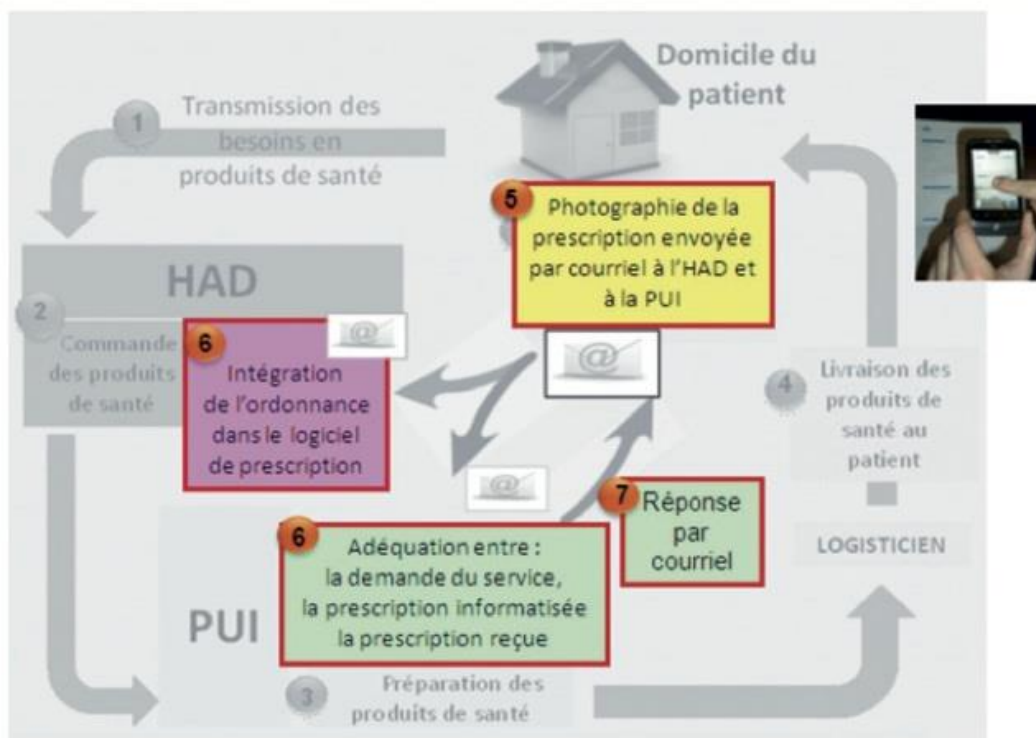 Domicile du
patient
1
Transmission des
besoins en
produits de santé
5
Photographie de la
prescription envoyée
par courriel à l'HAD et
à la PUI
HAD
2
Commande
des produits
de santé
6
@
Intégration
de l'ordonnance
dans le logiciel
de prescription
@
4
Livraison des
produits de
santé au
patient
@
7
Réponse
par
courriel
LOGISTICIEN
6
Adéquation entre :
la demande du service,
la prescription informatisée
la prescription reçue
PUI
3
Préparation des
produits de santé